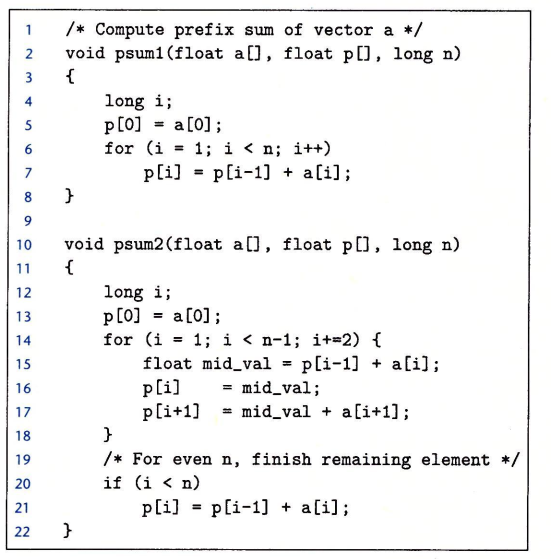 1 /* Compute prefix sum of vector a */
2 void psum1(float a[], float p[], long n)
3 {
4     long i;
5     p[0] = a[0];
6     for (i = 1; i < n; i++)
7         p[i] = p[i-1] + a[i];
8 }
9
10 void psum2(float a[], float p[], long n)
11 {
12     long i;
13     p[0] = a[0];
14     for (i = 1; i < n-1; i+=2) {
15         float mid_val = p[i-1] + a[i];
16         p[i]    = mid_val;
17         p[i+1]  = mid_val + a[i+1];
18     }
19     /* For even n, finish remaining element */
20     if (i < n)
21         p[i] = p[i-1] + a[i];
22 }